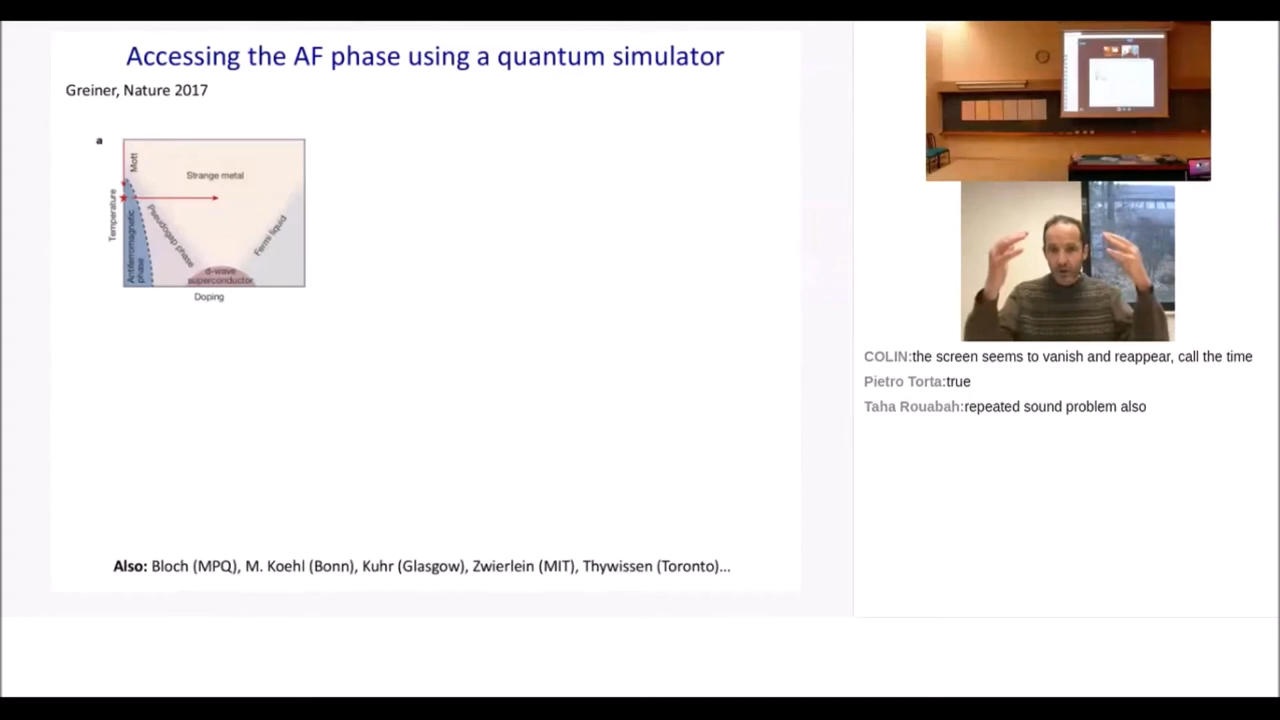 Accessing the AF phase using a quantum simulator
Greiner, Nature 2017
a
Mott
Strange metal
Temperature
Antiferromagnetic
phase
Pseudogap phase
Fermi liquid
d-wave
superconductor
Doping
Also: Bloch (MPQ), M. Koehl (Bonn), Kuhr (Glasgow), Zwierlein (MIT), Thywissen (Toronto)...
COLIN:the screen seems to vanish and reappear, call the time
Pietro Torta:true
Taha Rouabah:repeated sound problem also